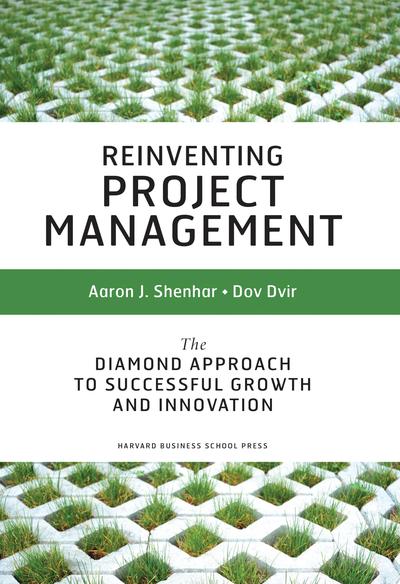 REINVENTING
PROJECT
MANAGEMENT
Aaron J. Shenhar • Dov Dvir
The
DIAMOND APPROACH
TO SUCCESSFUL GROWTH
AND INNOVATION
HARVARD BUSINESS SCHOOL PRESS